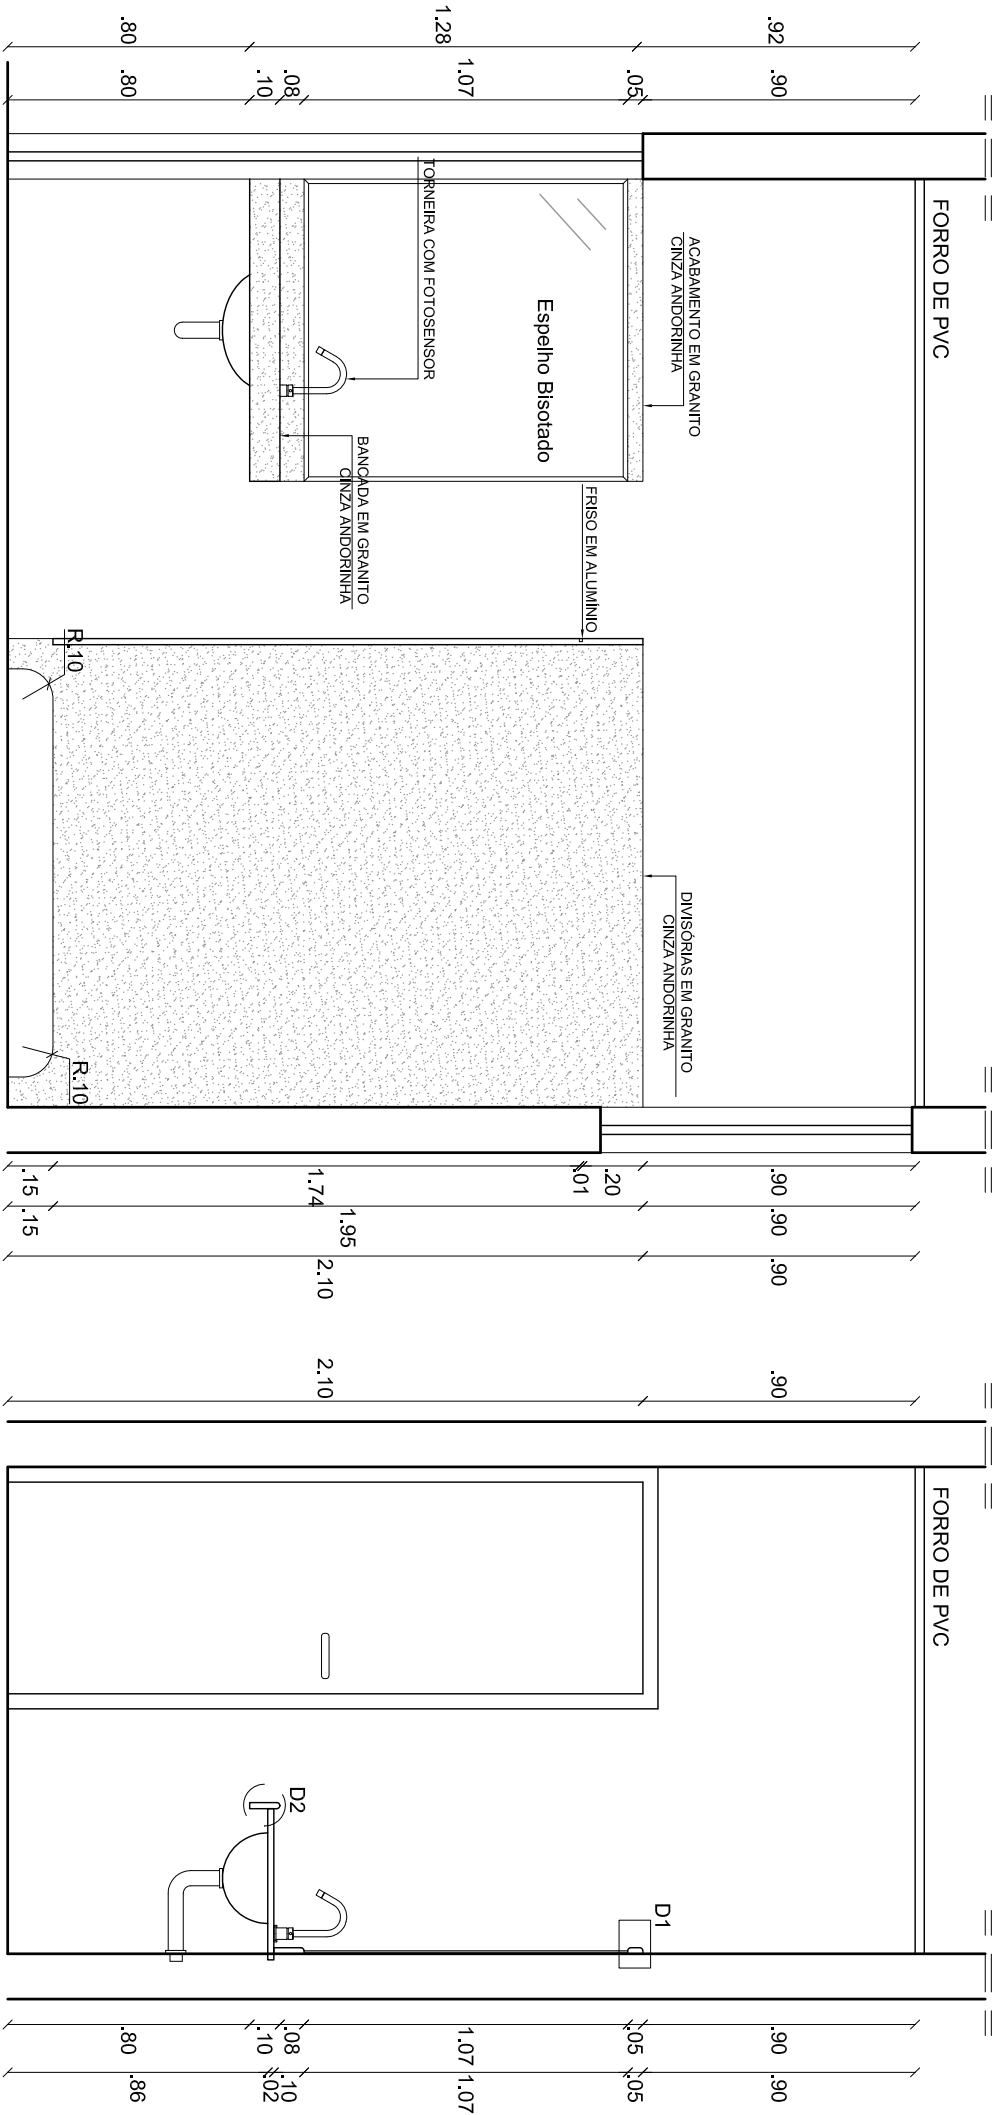 FORRO DE PVC
ACABAMENTO EM GRANITO
CINZA ANDORINHA
Espelho Bisotado
TORNEIRA COM FOTOSENSOR
BANCADA EM GRANITO
CINZA ANDORINHA
FRISO EM ALUMÍNIO
DIVISÓRIAS EM GRANITO
CINZA ANDORINHA
R.10
R.10
.92
1.28
.80
.90
.05
1.07
.08
.10
.80
.90
.20
.01
1.74
.15
.90
1.95
.15
.90
2.10
FORRO DE PVC
.90
2.10
D1
D2
.90
.05
1.07
.08
.10
.80
.90
.05
1.07
.10
.02
.86